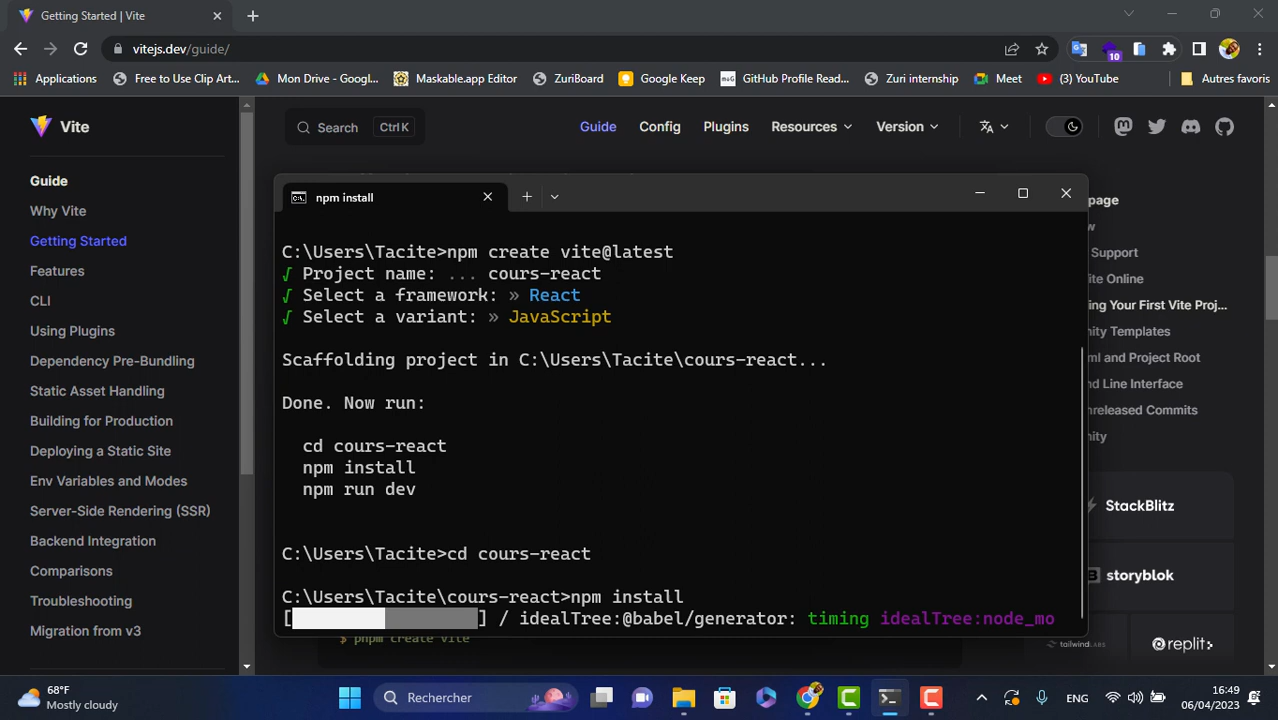 Getting Started | Vite
vitejs.dev/guide/
10
Applications
Free to Use Clip Art...
Mon Drive - Googl...
Maskable.app Editor
ZuriBoard
Google Keep
GitHub Profile Read...
Zuri internship
Meet
(3) YouTube
Autres favoris
Vite
Search Ctrl K
Guide Config Plugins Resources Version
Guide
Why Vite
Getting Started
Features
CLI
Using Plugins
Dependency Pre-Bundling
Static Asset Handling
Building for Production
Deploying a Static Site
Env Variables and Modes
Server-Side Rendering (SSR)
Backend Integration
Comparisons
Troubleshooting
Migration from v3
npm install
C:\Users\Tacite>npm create vite@latest
√ Project name: ... cours-react
√ Select a framework: » React
√ Select a variant: » JavaScript
Scaffolding project in C:\Users\Tacite\cours-react...
Done. Now run:
cd cours-react
npm install
npm run dev
C:\Users\Tacite>cd cours-react
C:\Users\Tacite\cours-react>npm install
[ ] / idealTree:@babel/generator: timing idealTree:node_mo
$ pnpm create vite
page
w
Support
te Online
ing Your First Vite Proj...
nity Templates
ml and Project Root
nd Line Interface
nreleased Commits
nity
StackBlitz
storyblok
tailwindLABS
replit
68°F
Mostly cloudy
Rechercher
ENG
16:49
06/04/2023